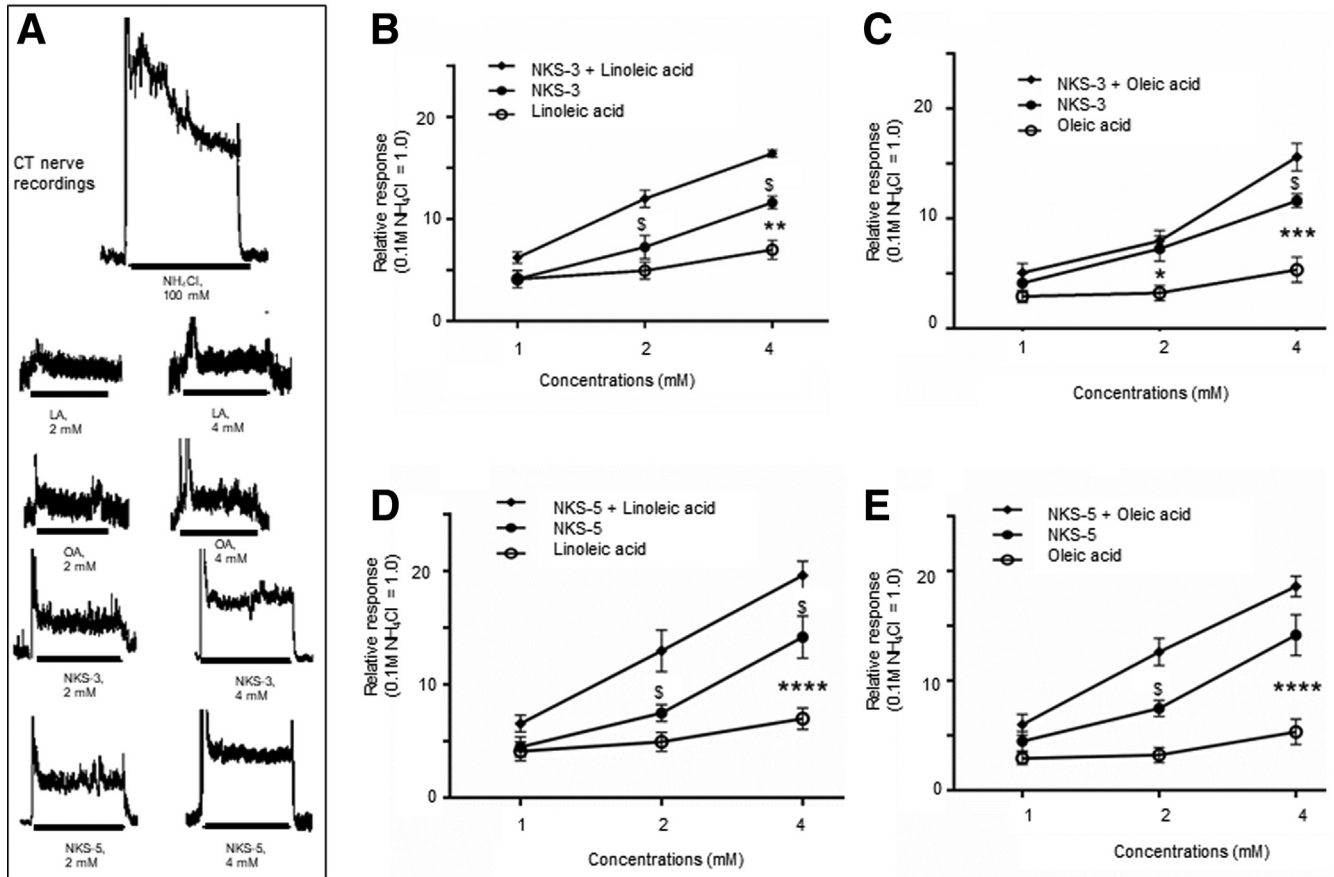 A
CT nerve
recordings
NH4Cl,
100 mM
LA,
2 mM
LA,
4 mM
OA,
2 mM
OA,
4 mM
NKS-3,
2 mM
NKS-3,
4 mM
NKS-5,
2 mM
NKS-5,
4 mM
B
NKS-3 + Linoleic acid
NKS-3
Linoleic acid
Relative response
(0.1M NH4Cl = 1.0)
20
10
0
$
$
**
1 2 4
Concentrations (mM)
C
NKS-3 + Oleic acid
NKS-3
Oleic acid
Relative response
(0.1M NH4Cl = 1.0)
20
10
0
$
*
***
1 2 4
Concentrations (mM)
D
NKS-5 + Linoleic acid
NKS-5
Linoleic acid
Relative response
(0.1M NH4Cl = 1.0)
20
10
0
$
$
****
1 2 4
Concentrations (mM)
E
NKS-5 + Oleic acid
NKS-5
Oleic acid
Relative response
(0.1M NH4Cl = 1.0)
20
10
0
$
****
1 2 4
Concentrations (mM)